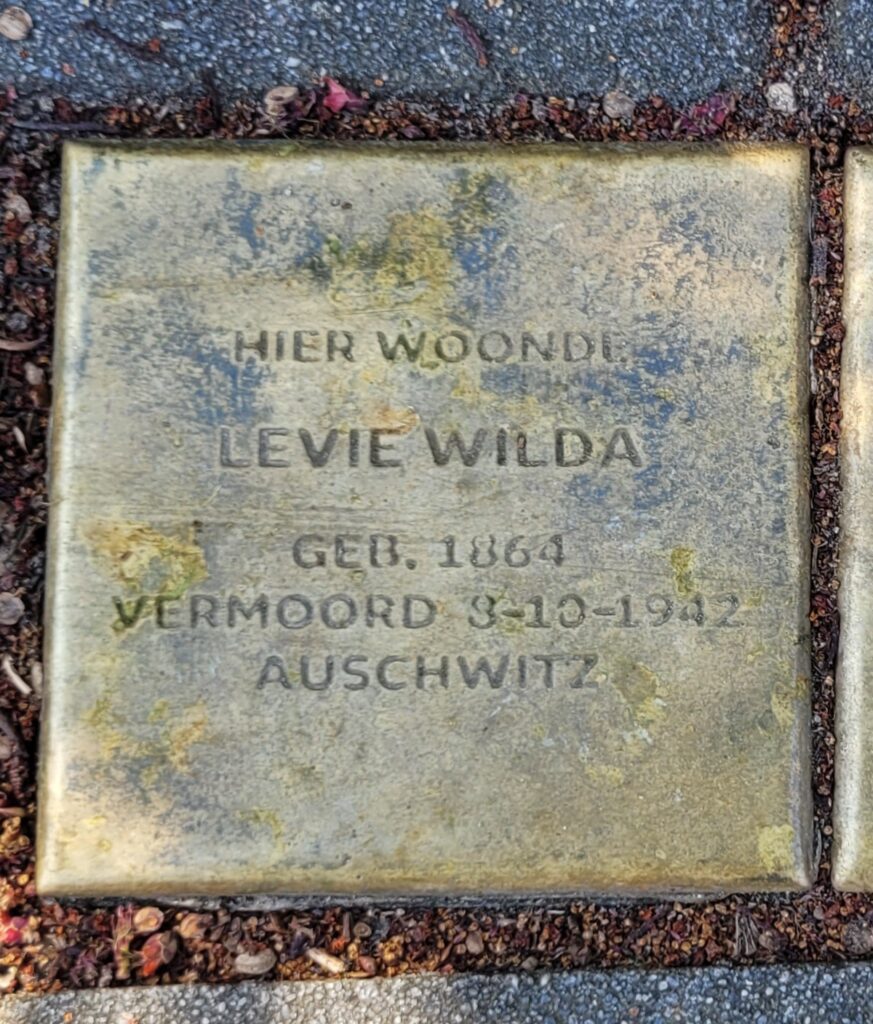 HIER WOONDE
LEVIE WILDA
GEB. 1864
VERMOORD 8-10-1942
AUSCHWITZ